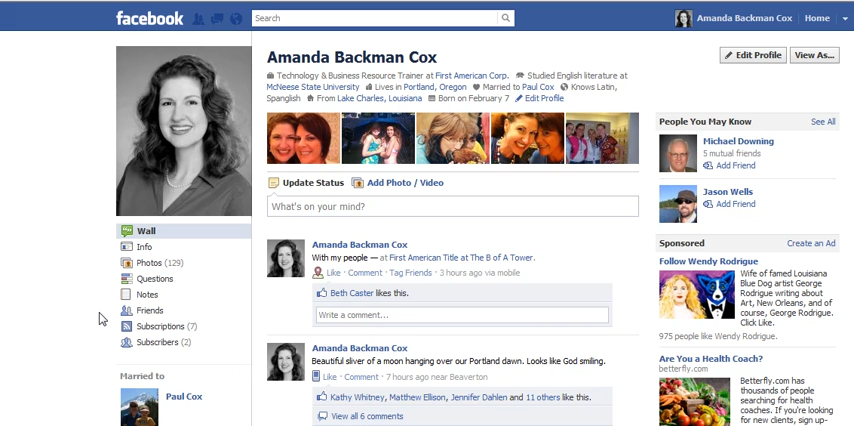 facebook
Search
Amanda Backman Cox
Home
Amanda Backman Cox
Edit Profile
View As...
Technology & Business Resource Trainer at First American Corp. Studied English literature at
McNeese State University Lives in Portland, Oregon Married to Paul Cox Knows Latin,
Spanglish From Lake Charles, Louisiana Born on February 7 Edit Profile
Update Status Add Photo / Video
What's on your mind?
Wall
Info
Photos (129)
Questions
Notes
Friends
Subscriptions (7)
Subscribers (2)
Married to
Paul Cox
Amanda Backman Cox
With my people — at First American Title at The B of A Tower.
Like · Comment · Tag Friends · 3 hours ago via mobile
Beth Caster likes this.
Write a comment...
Amanda Backman Cox
Beautiful sliver of a moon hanging over our Portland dawn. Looks like God smiling.
Like · Comment · 7 hours ago near Beaverton
Kathy Whitney, Matthew Ellison, Jennifer Dahlen and 11 others like this.
View all 6 comments
People You May Know
See All
Michael Downing
5 mutual friends
Add Friend
Jason Wells
Add Friend
Sponsored
Create an Ad
Follow Wendy Rodrigue
Wife of famed Louisiana
Blue Dog artist George
Rodrigue writing about
Art, New Orleans, and of
course, George Rodrigue.
Click Like.
975 people like Wendy Rodrigue.
Are You a Health Coach?
betterfly.com
Betterfly.com has
thousands of people
searching for health
coaches. If you're looking
for new clients, sign up-